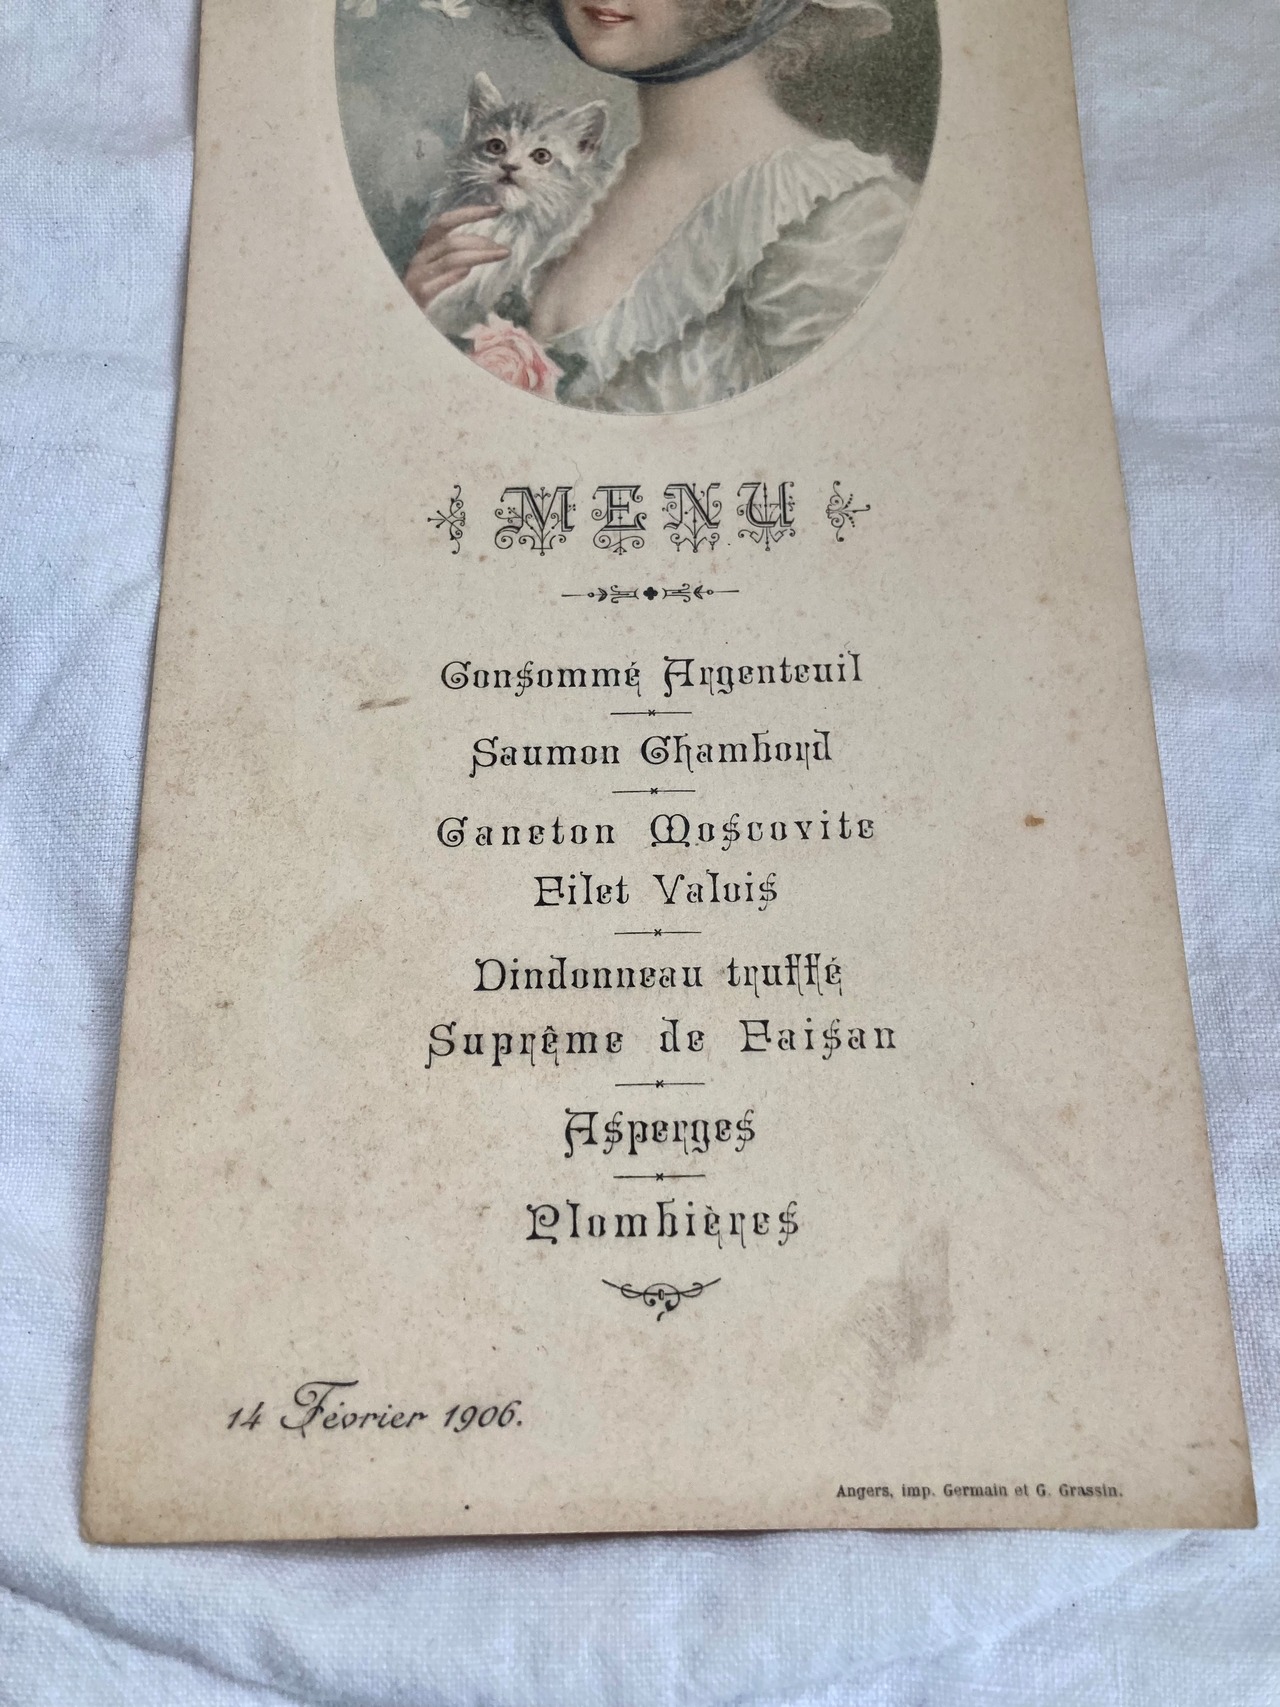 MENU
Consommé Argenteuil
Saumon Chambord
Caneton Moscovite
Filet Valois
Dindonneau truffé
Suprême de Faisan
Asperges
Plombières
14 Février 1906.
Angers, imp. Germain et G. Grassin.